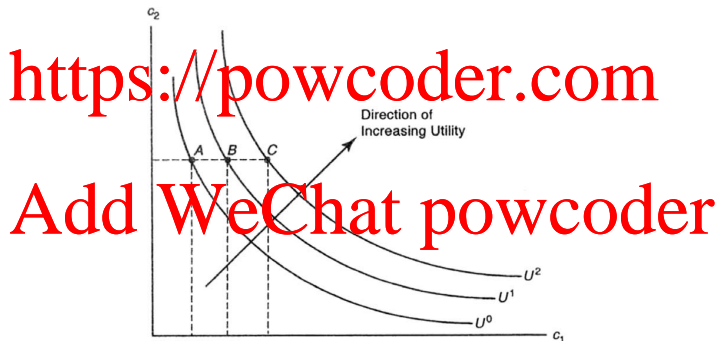 c₂
https://powcoder.com
Direction of
Increasing Utility
A B C
Add WeChat powcoder
U²
U¹
U⁰
c₁